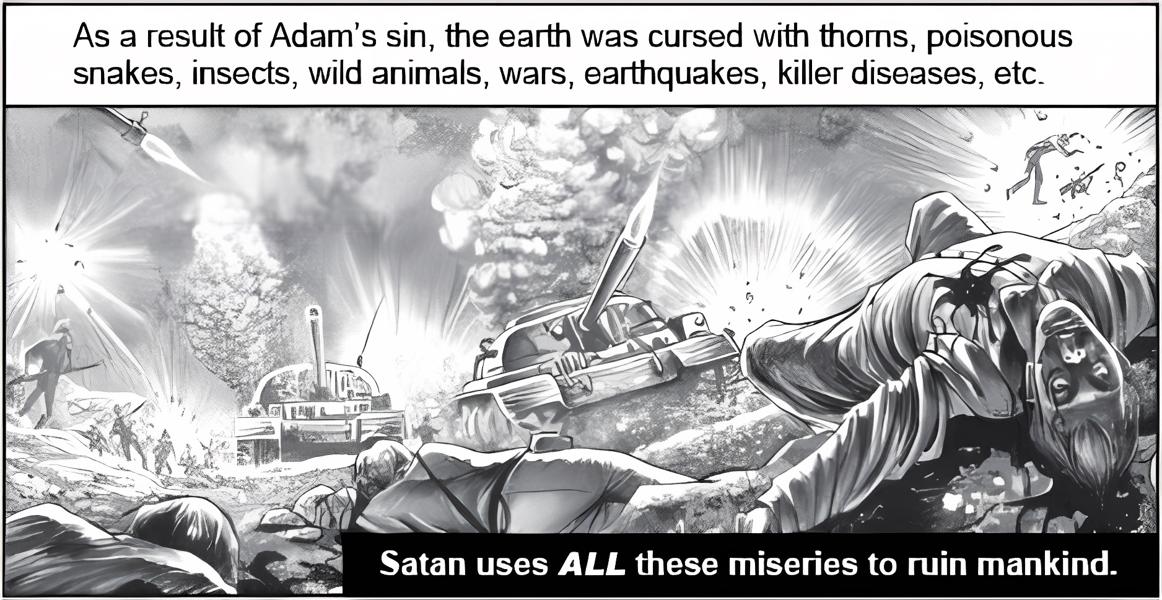 As a result of Adam's sin, the earth was cursed with thorns, poisonous
snakes, insects, wild animals, wars, earthquakes, killer diseases, etc.
Satan uses ALL these miseries to ruin mankind.